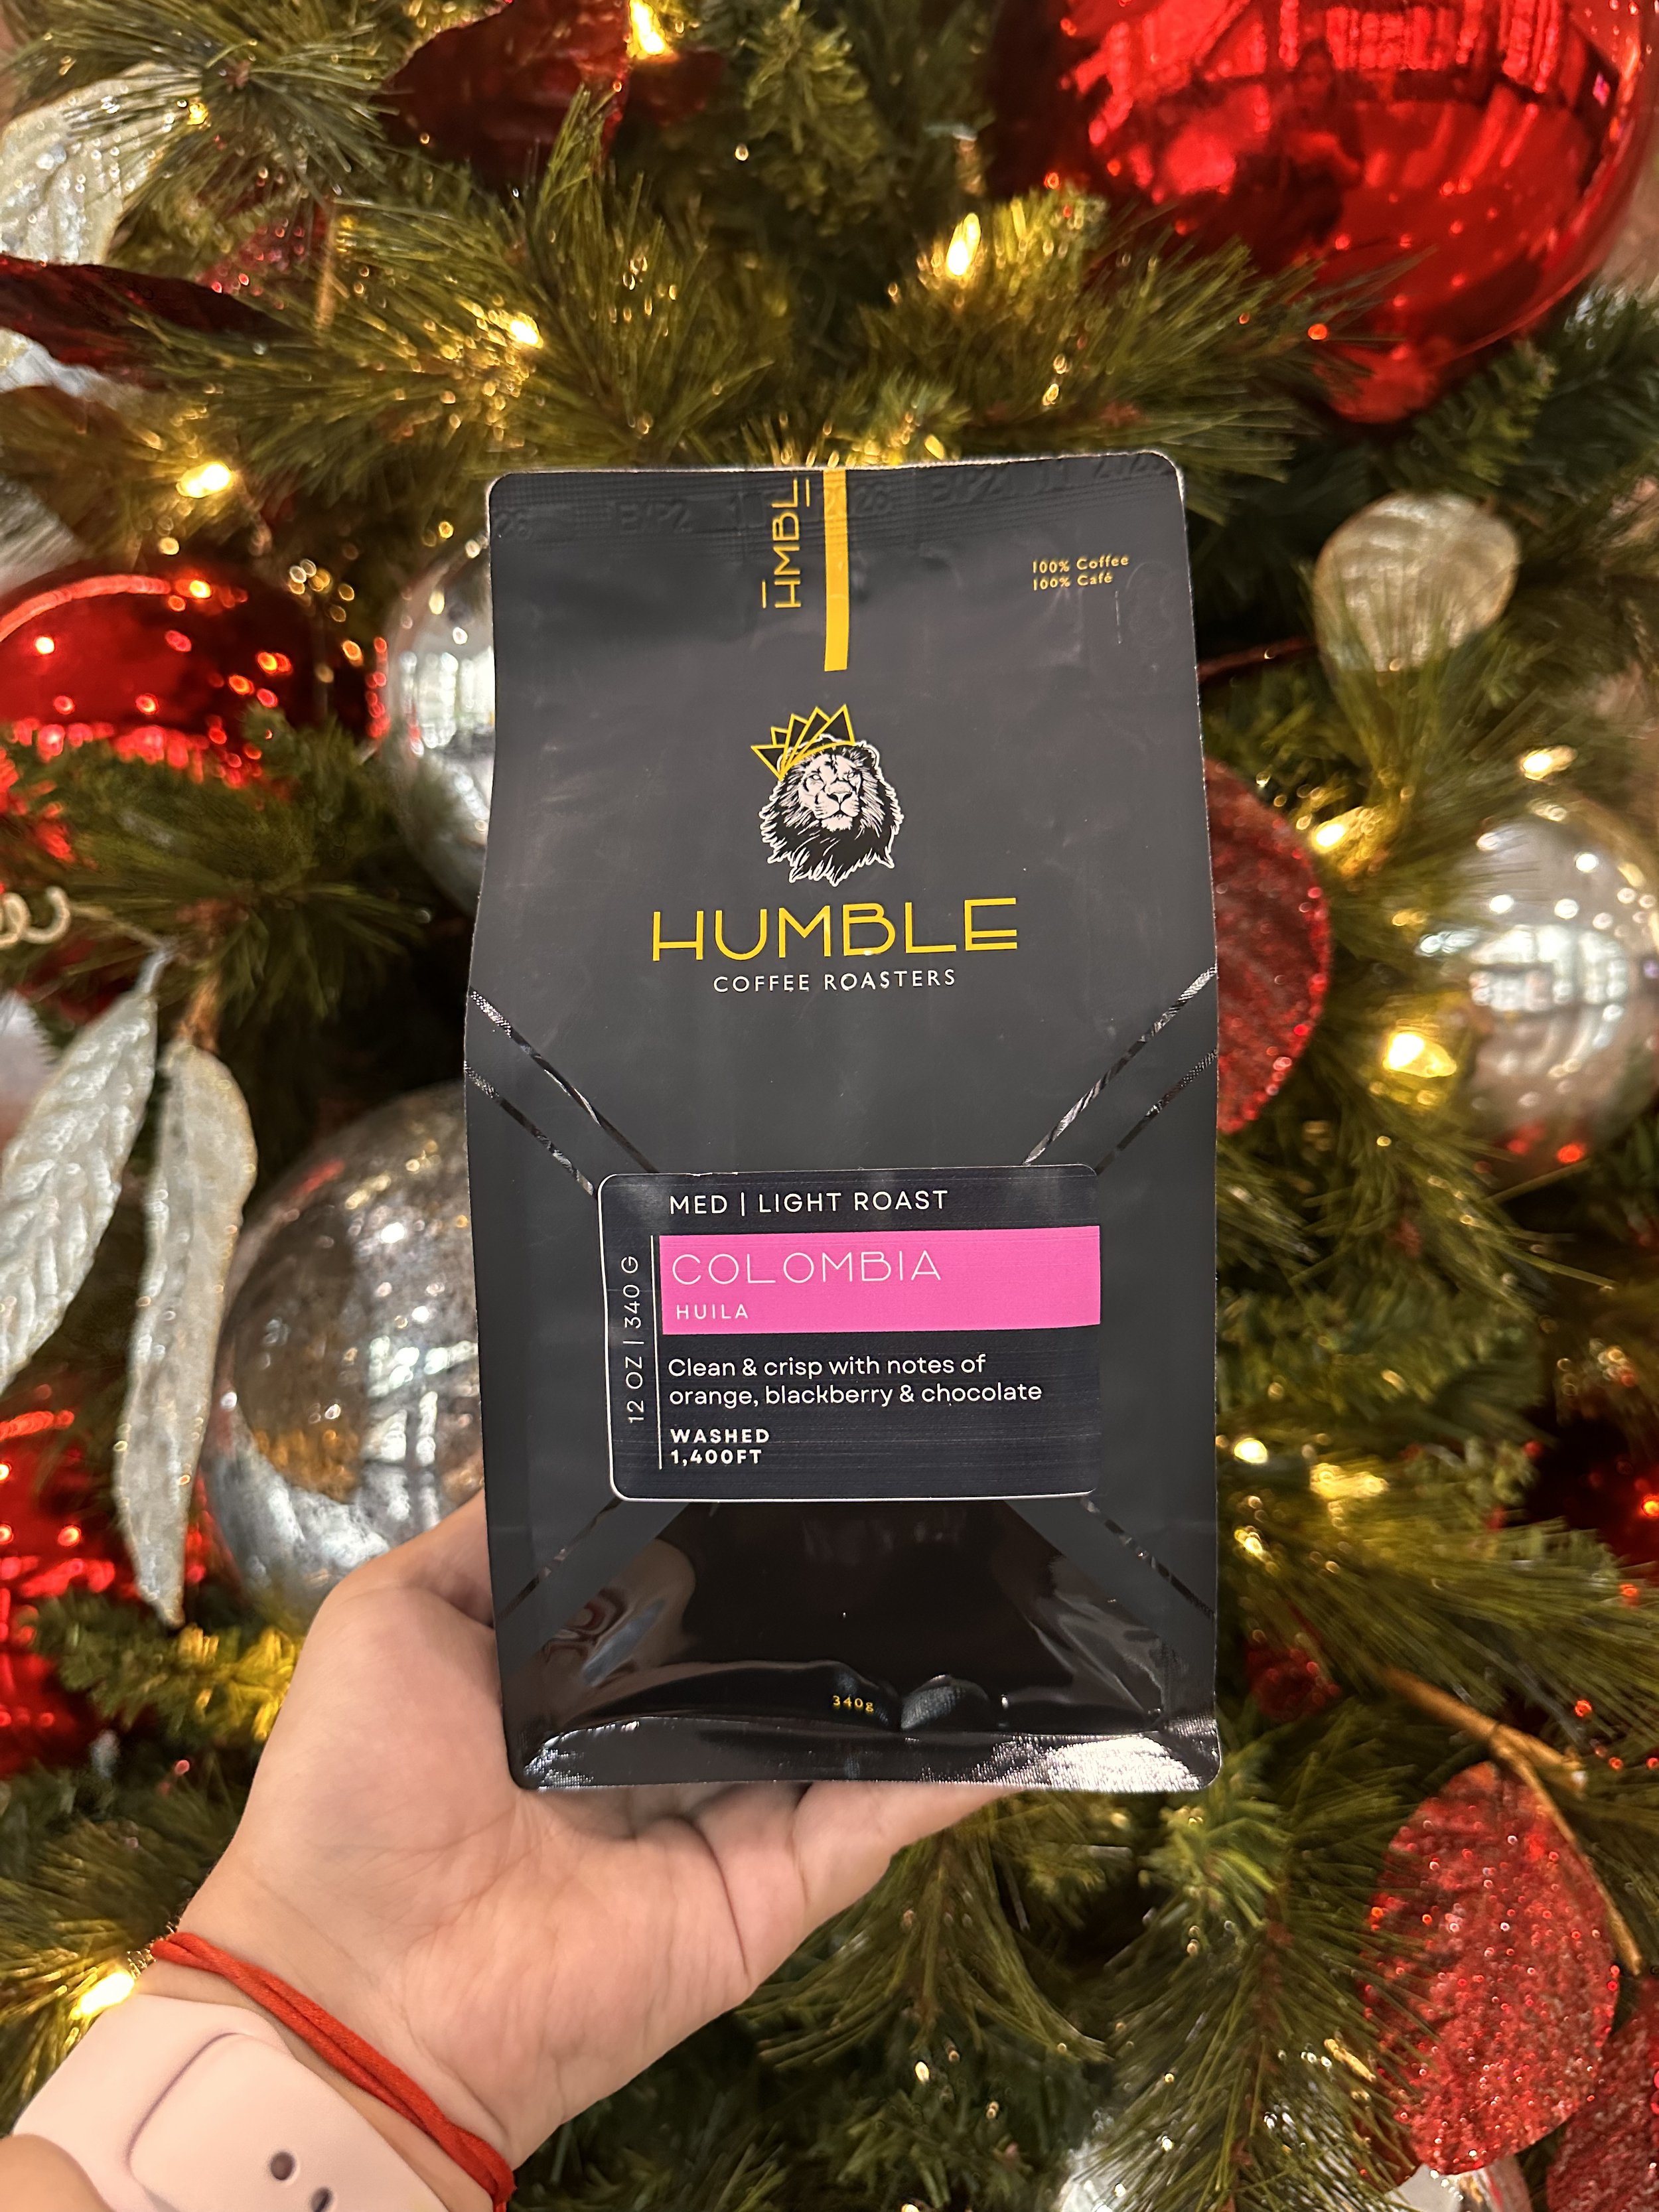 HMBL
100% Coffee
100% Café
HUMBLE
COFFEE ROASTERS
MED | LIGHT ROAST
COLOMBIA
HUILA
12 OZ | 340 G
Clean & crisp with notes of
orange, blackberry & chocolate
WASHED
1,400FT
340g